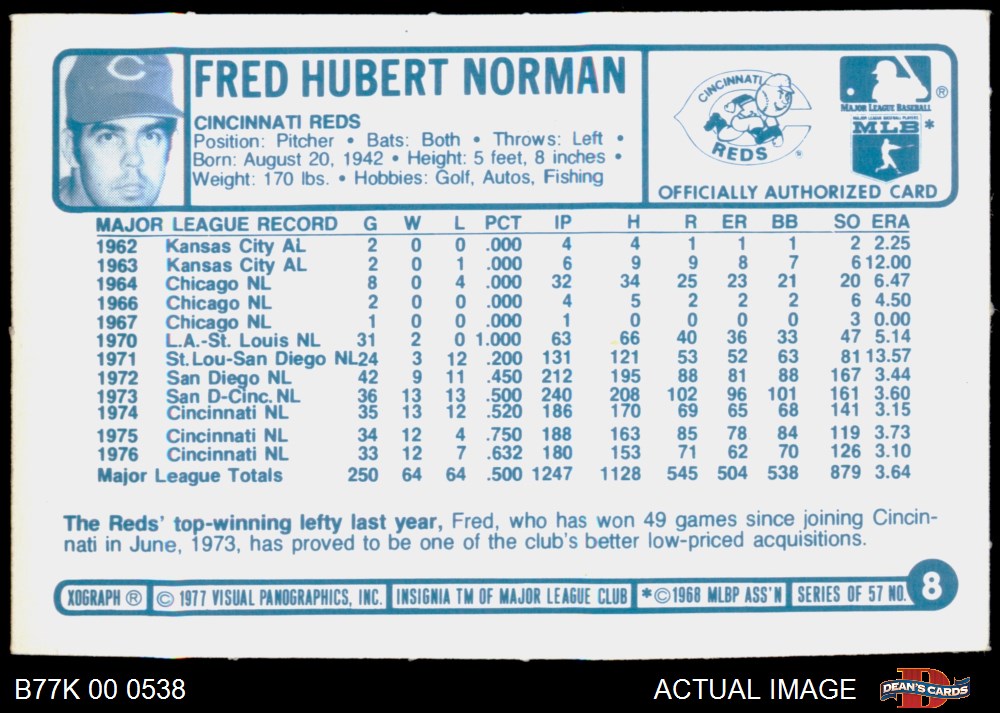 FRED HUBERT NORMAN
CINCINNATI REDS
Position: Pitcher • Bats: Both • Throws: Left •
Born: August 20, 1942 • Height: 5 feet, 8 inches •
Weight: 170 lbs. • Hobbies: Golf, Autos, Fishing
C
CINCINNATI
REDS
®
MAJOR LEAGUE BASEBALL
®
MAJOR LEAGUE BASEBALL PLAYERS
MLB *
OFFICIALLY AUTHORIZED CARD
MAJOR LEAGUE RECORD G W L PCT IP H R ER BB SO ERA
1962 Kansas City AL 2 0 0 .000 4 4 1 1 1 2 2.25
1963 Kansas City AL 2 0 1 .000 6 9 9 8 7 6 12.00
1964 Chicago NL 8 0 4 .000 32 34 25 23 21 20 6.47
1966 Chicago NL 2 0 0 .000 4 5 2 2 2 6 4.50
1967 Chicago NL 1 0 0 .000 1 0 0 0 0 3 0.00
1970 L.A.-St. Louis NL 31 2 0 1.000 63 66 40 36 33 47 5.14
1971 St.Lou-San Diego NL 24 3 12 .200 131 121 53 52 63 81 13.57
1972 San Diego NL 42 9 11 .450 212 195 88 81 88 167 3.44
1973 San D-Cinc. NL 36 13 13 .500 240 208 102 96 101 161 3.60
1974 Cincinnati NL 35 13 12 .520 186 170 69 65 68 141 3.15
1975 Cincinnati NL 34 12 4 .750 188 163 85 78 84 119 3.73
1976 Cincinnati NL 33 12 7 .632 180 153 71 62 70 126 3.10
Major League Totals 250 64 64 .500 1247 1128 545 504 538 879 3.64
The Reds' top-winning lefty last year, Fred, who has won 49 games since joining Cincin-
nati in June, 1973, has proved to be one of the club's better low-priced acquisitions.
XOGRAPH ® © 1977 VISUAL PANOGRAPHICS, INC. INSIGNIA TM OF MAJOR LEAGUE CLUB *©1968 MLBP ASS'N SERIES OF 57 NO. 8
B77K 00 0538 ACTUAL IMAGE DEAN'S CARDS